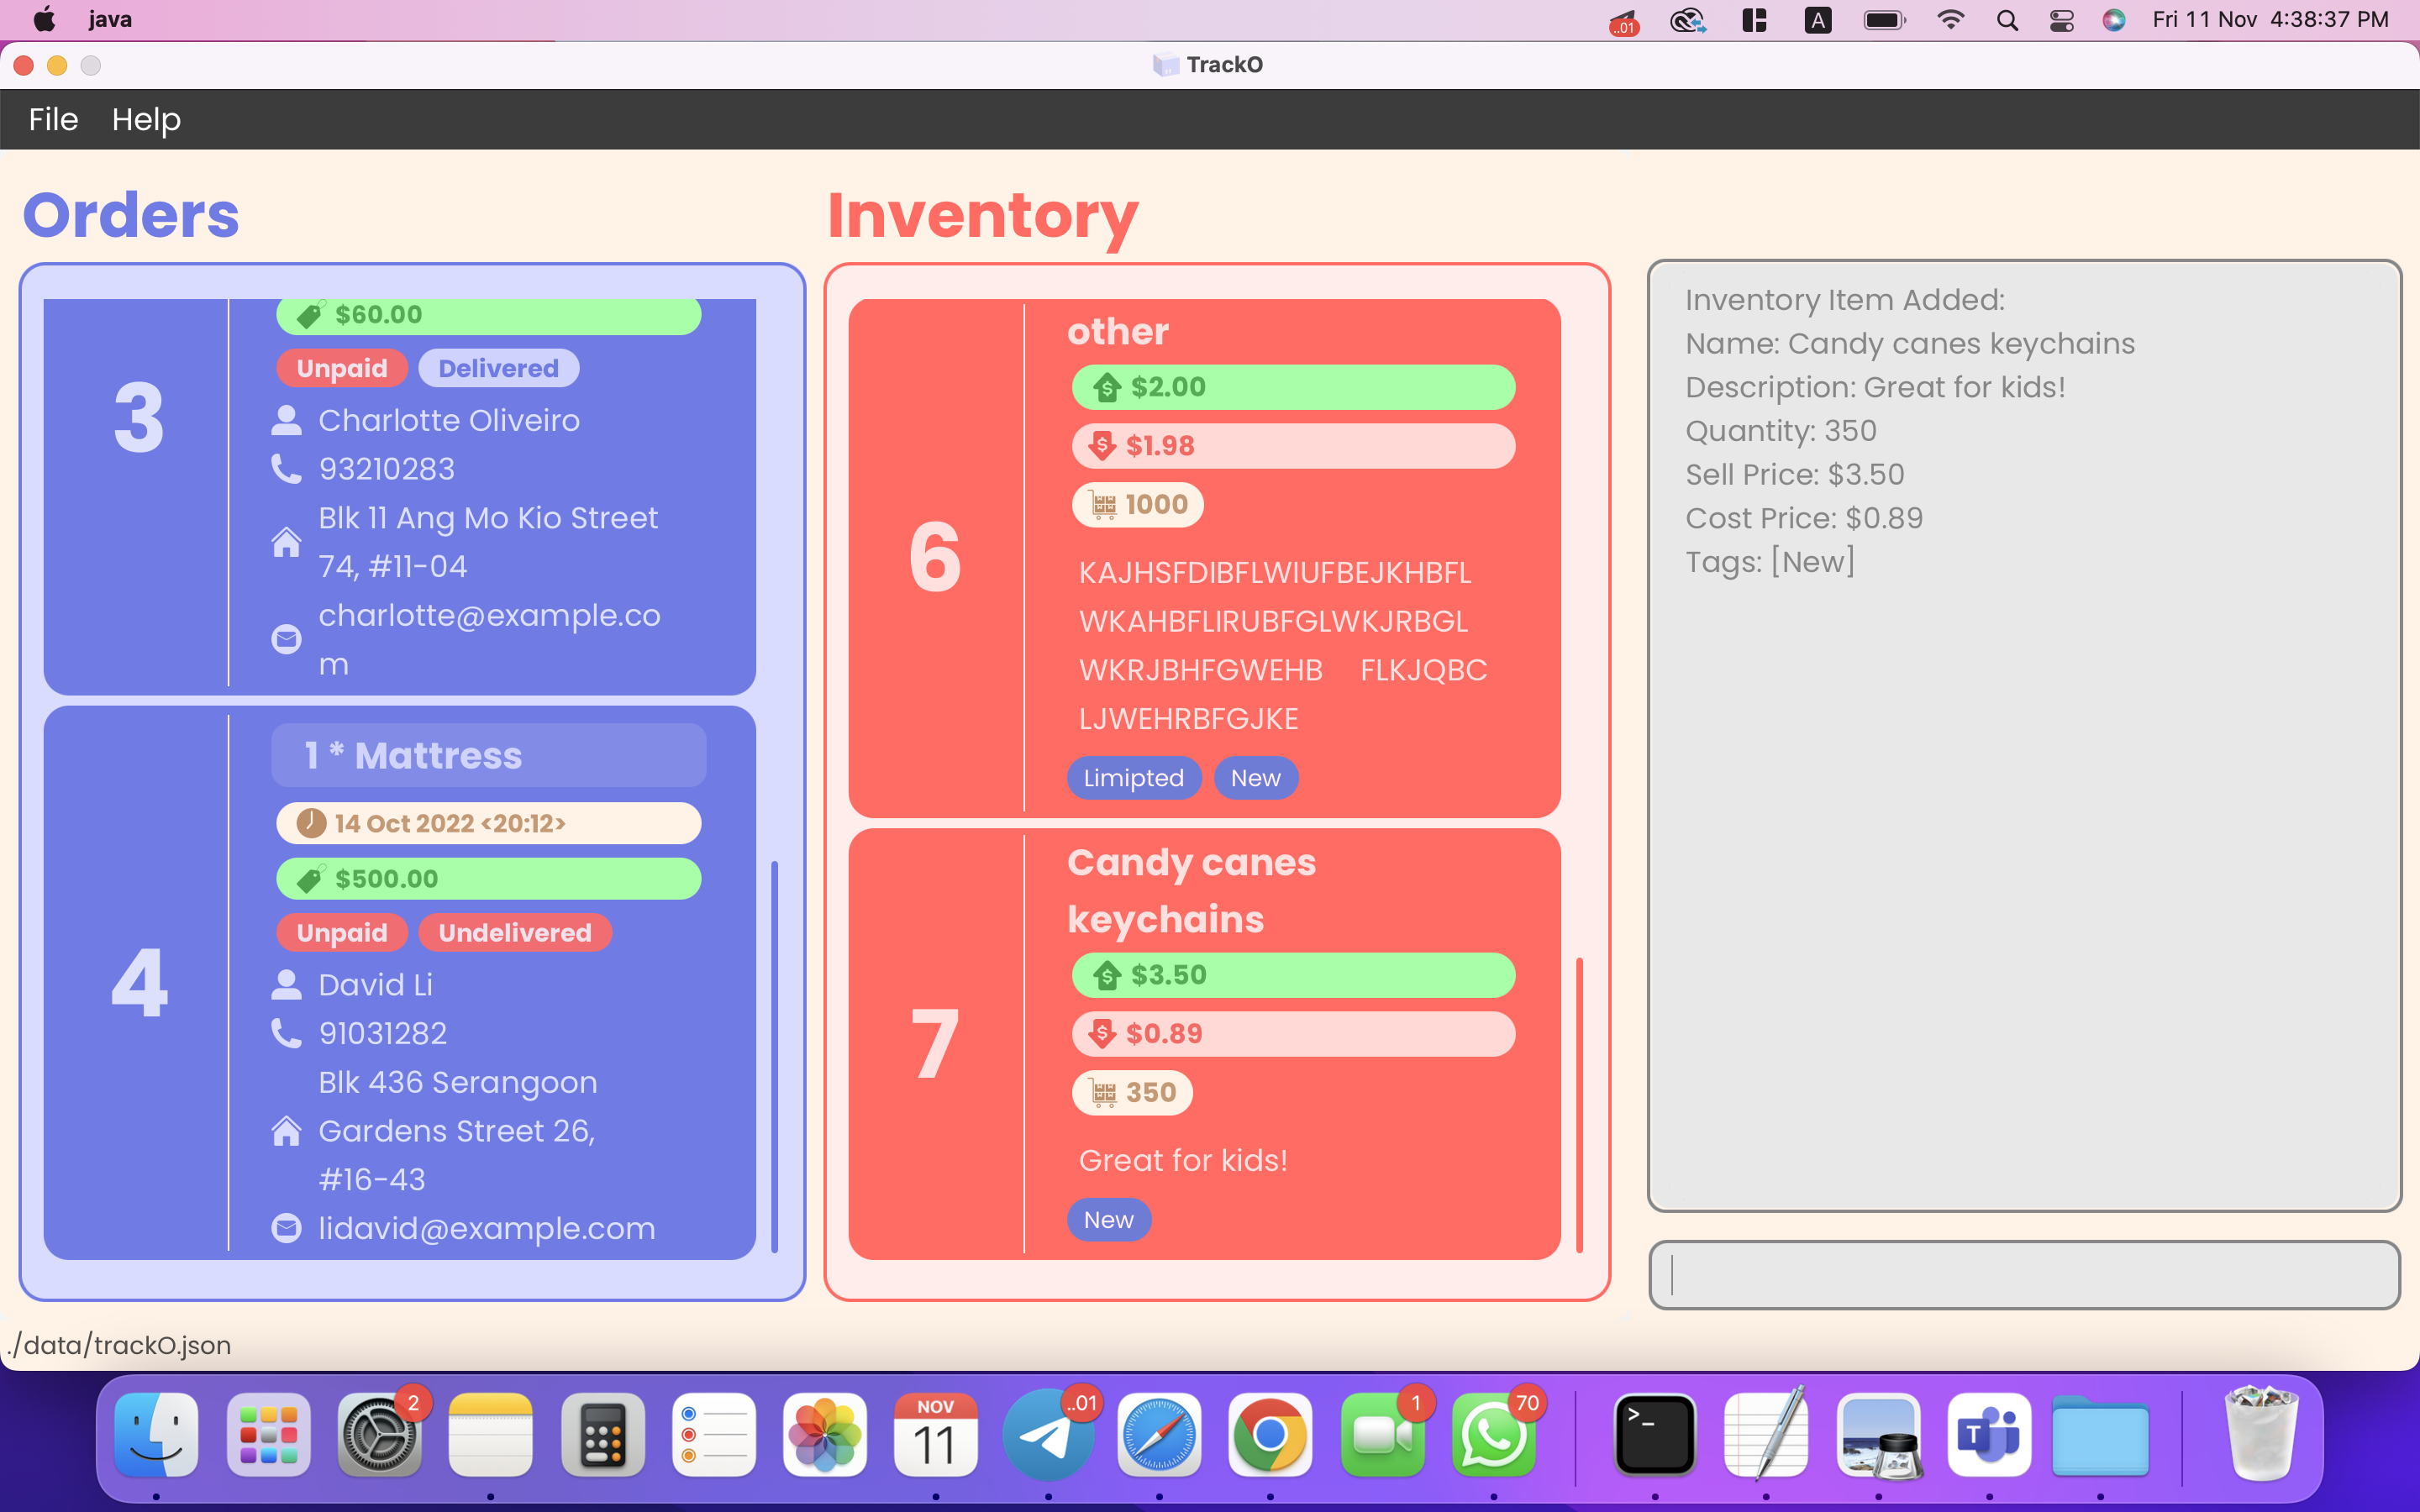 java
..01
A
Fri 11 Nov 4:38:37 PM
TrackO
File Help
Orders
3
$60.00
Unpaid Delivered
Charlotte Oliveiro
93210283
Blk 11 Ang Mo Kio Street
74, #11-04
charlotte@example.co
m
4
1 * Mattress
14 Oct 2022 <20:12>
$500.00
Unpaid Undelivered
David Li
91031282
Blk 436 Serangoon
Gardens Street 26,
#16-43
lidavid@example.com
Inventory
6
other
$2.00
$1.98
1000
KAJHSFDIBFLWIUFBEJKHBFL
WKAHBFLIRUBFGLWKJRBGL
WKRJBHFGWEHB FLKJQBC
LJWEHRBFGJKE
Limipted New
7
Candy canes
keychains
$3.50
$0.89
350
Great for kids!
New
Inventory Item Added:
Name: Candy canes keychains
Description: Great for kids!
Quantity: 350
Sell Price: $3.50
Cost Price: $0.89
Tags: [New]
./data/trackO.json
2
NOV
11
..01
1
70
>_
T